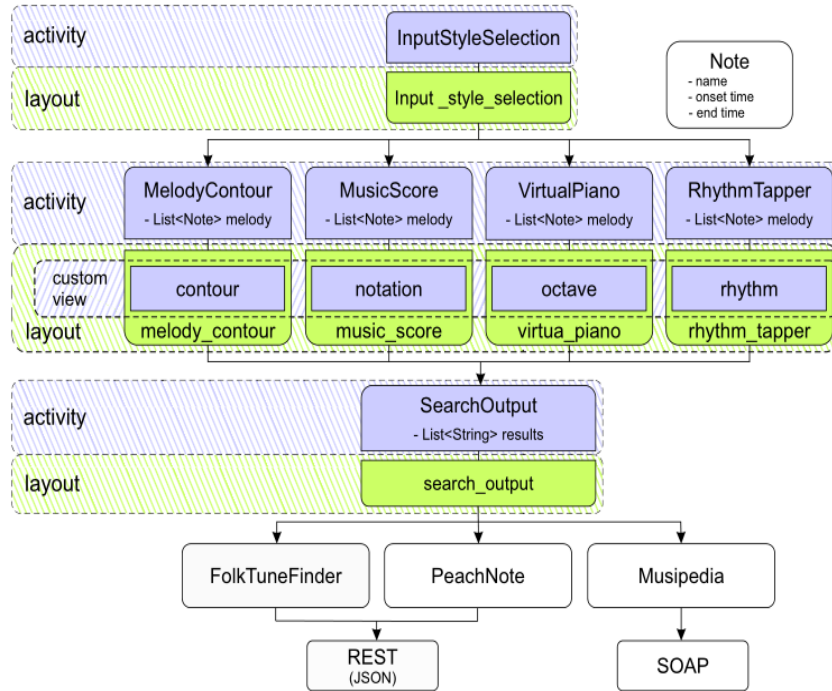 activity
InputStyleSelection
layout
Input _style_selection
Note
- name
- onset time
- end time
activity
MelodyContour
- List<Note> melody
MusicScore
- List<Note> melody
VirtualPiano
- List<Note> melody
RhythmTapper
- List<Note> melody
custom
view
contour
notation
octave
rhythm
layout
melody_contour
music_score
virtua_piano
rhythm_tapper
activity
SearchOutput
- List<String> results
layout
search_output
FolkTuneFinder
PeachNote
Musipedia
REST
(JSON)
SOAP